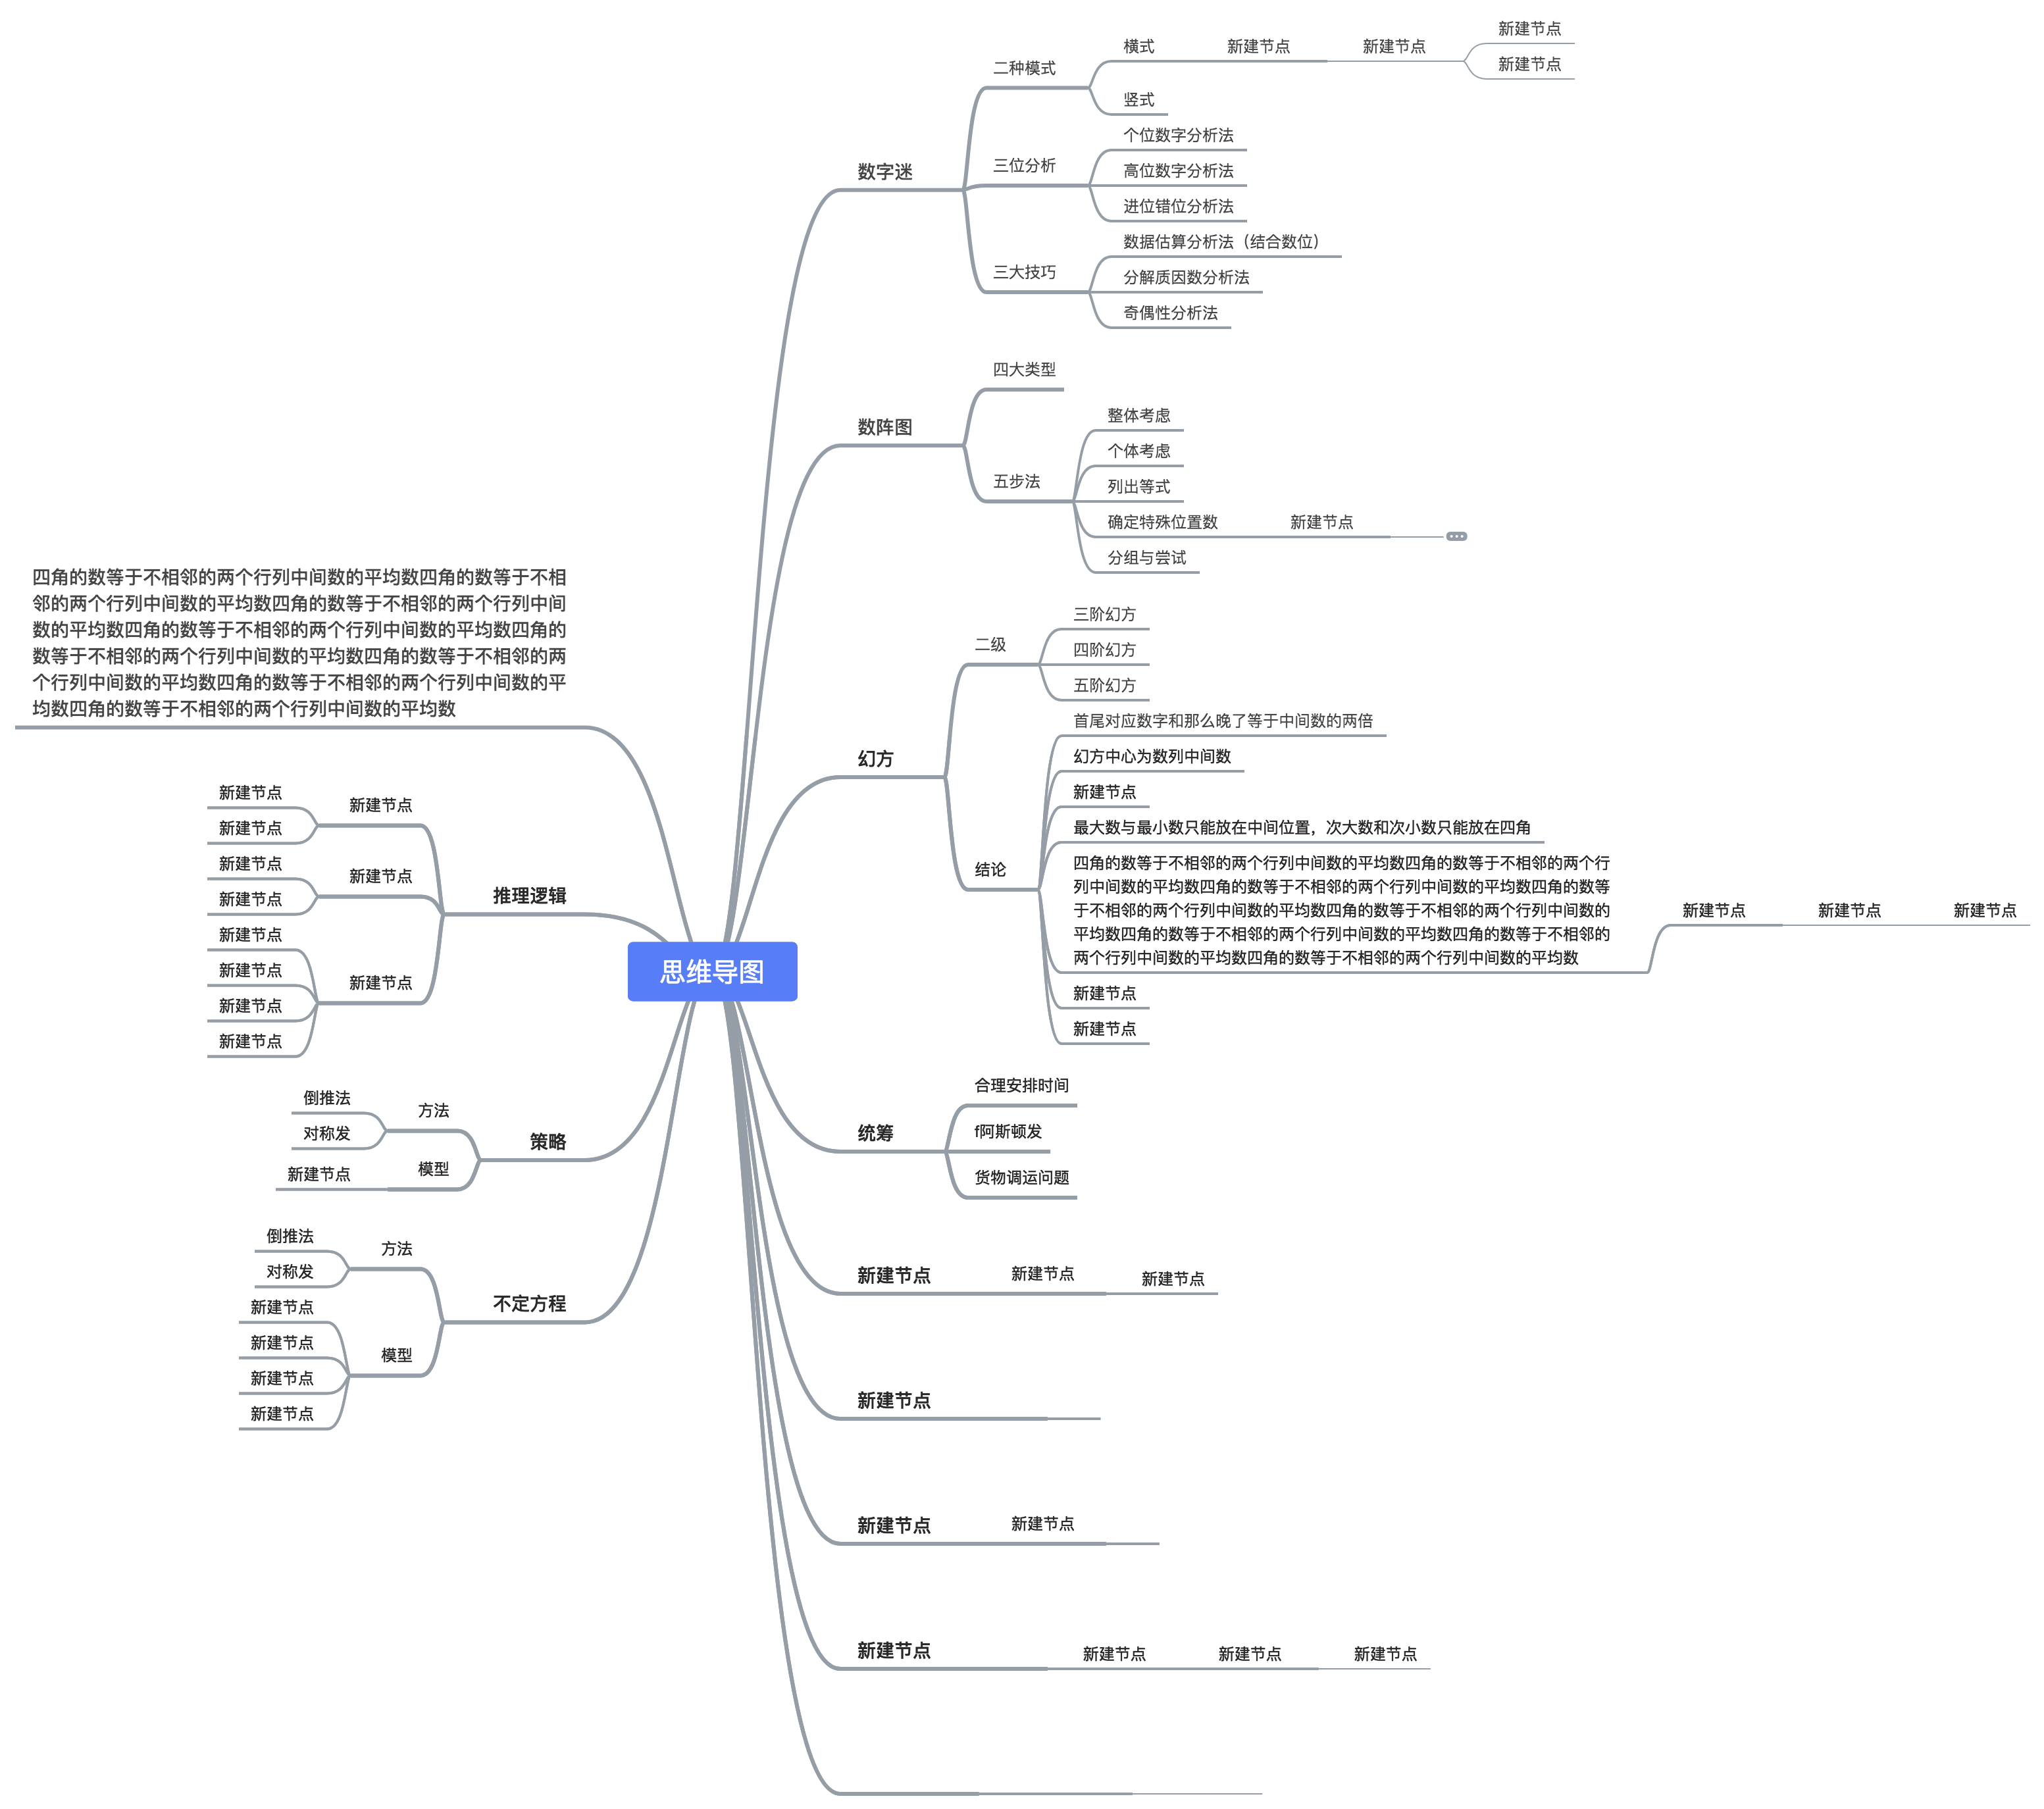 思维导图
数字迷
二种模式
横式
新建节点
新建节点
新建节点
新建节点
竖式
三位分析
个位数字分析法
高位数字分析法
进位错位分析法
三大技巧
数据估算分析法（结合数位）
分解质因数分析法
奇偶性分析法
数阵图
四大类型
五步法
整体考虑
个体考虑
列出等式
确定特殊位置数
新建节点
分组与尝试
幻方
二级
三阶幻方
四阶幻方
五阶幻方
结论
首尾对应数字和那么晚了等于中间数的两倍
幻方中心为数列中间数
新建节点
最大数与最小数只能放在中间位置，次大数和次小数只能放在四角
四角的数等于不相邻的两个行列中间数的平均数四角的数等于不相邻的两个行
列中间数的平均数四角的数等于不相邻的两个行列中间数的平均数四角的数等
于不相邻的两个行列中间数的平均数四角的数等于不相邻的两个行列中间数的
平均数四角的数等于不相邻的两个行列中间数的平均数四角的数等于不相邻的
两个行列中间数的平均数四角的数等于不相邻的两个行列中间数的平均数
新建节点
新建节点
新建节点
新建节点
新建节点
统筹
合理安排时间
f阿斯顿发
货物调运问题
新建节点
新建节点
新建节点
新建节点
新建节点
新建节点
新建节点
新建节点
新建节点
新建节点
四角的数等于不相邻的两个行列中间数的平均数四角的数等于不相
邻的两个行列中间数的平均数四角的数等于不相邻的两个行列中间
数的平均数四角的数等于不相邻的两个行列中间数的平均数四角的
数等于不相邻的两个行列中间数的平均数四角的数等于不相邻的两
个行列中间数的平均数四角的数等于不相邻的两个行列中间数的平
均数四角的数等于不相邻的两个行列中间数的平均数
推理逻辑
新建节点
新建节点
新建节点
新建节点
新建节点
新建节点
新建节点
新建节点
新建节点
新建节点
新建节点
策略
方法
倒推法
对称发
模型
新建节点
不定方程
方法
倒推法
对称发
模型
新建节点
新建节点
新建节点
新建节点